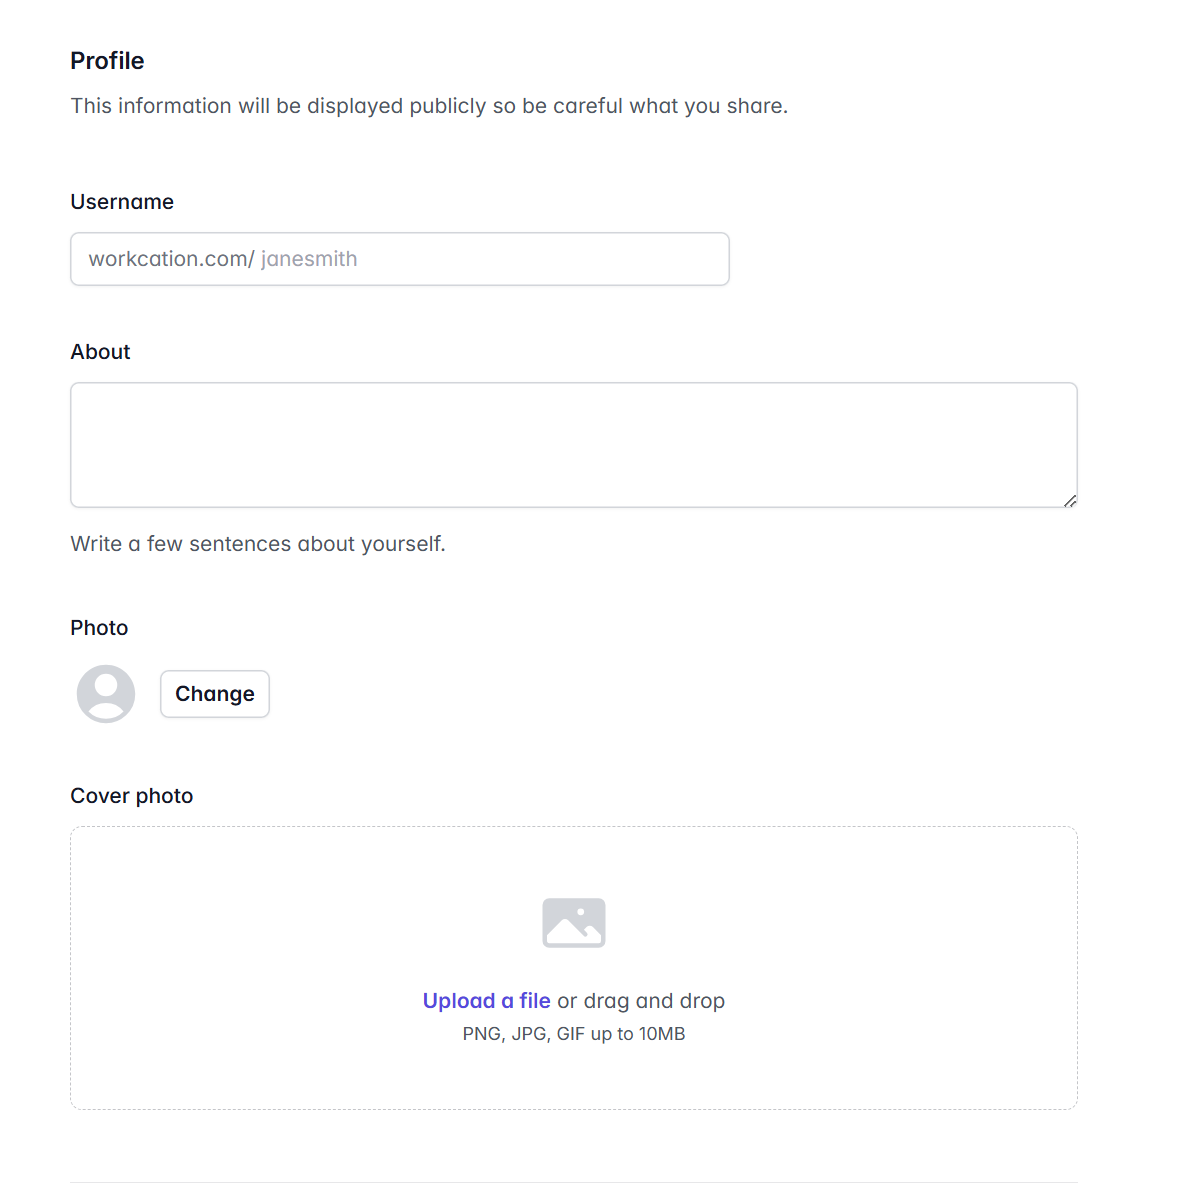 Profile
This information will be displayed publicly so be careful what you share.
Username
workcation.com/ janesmith
About
Write a few sentences about yourself.
Photo
Change
Cover photo
Upload a file or drag and drop
PNG, JPG, GIF up to 10MB